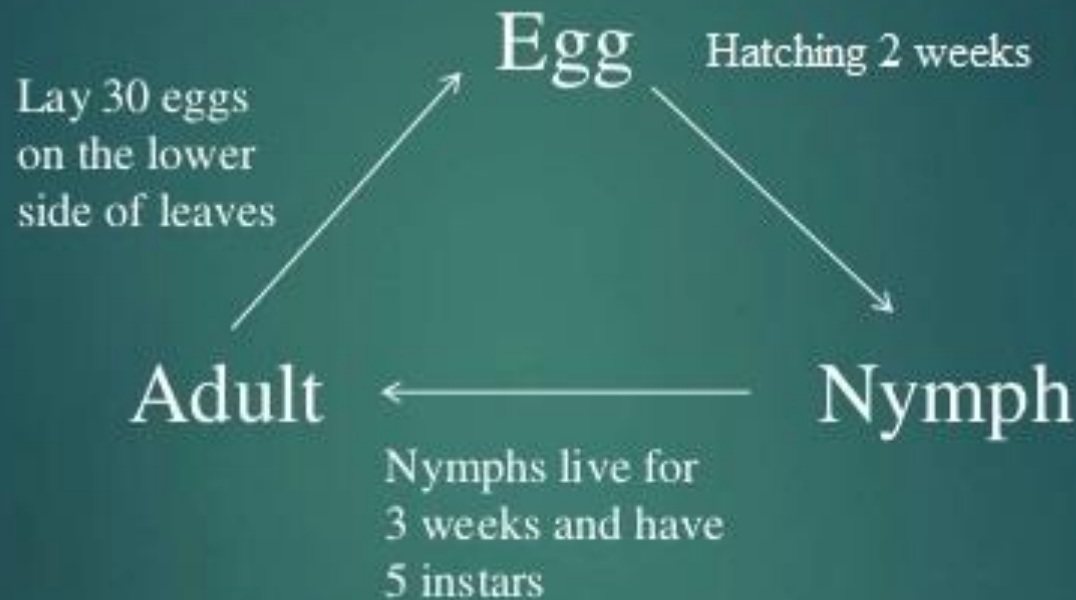 Egg
Hatching 2 weeks
Lay 30 eggs
on the lower
side of leaves
Adult
Nymph
Nymphs live for
3 weeks and have
5 instars